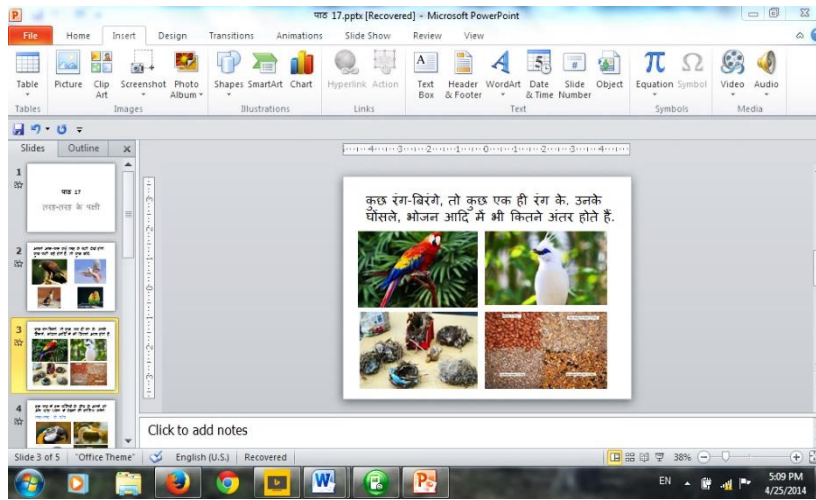 पाठ 17.pptx [Recovered] - Microsoft PowerPoint
File Home Insert Design Transitions Animations Slide Show Review View
Table Picture Clip Art Screenshot Photo Album Shapes SmartArt Chart Hyperlink Action Text Box Header & Footer WordArt Date & Time Slide Number Object Equation Symbol Video Audio
Tables Images Illustrations Links Text Symbols Media
Slides Outline
1
पाठ 17
तरह-तरह के पक्षी
2
3
4
कुछ रंग-बिरंगे, तो कुछ एक ही रंग के. उनके
घोंसले, भोजन आदि में भी कितने अंतर होते हैं.
Click to add notes
Slide 3 of 5 "Office Theme" English (U.S.) Recovered 38%
EN 5:09 PM
4/25/2014